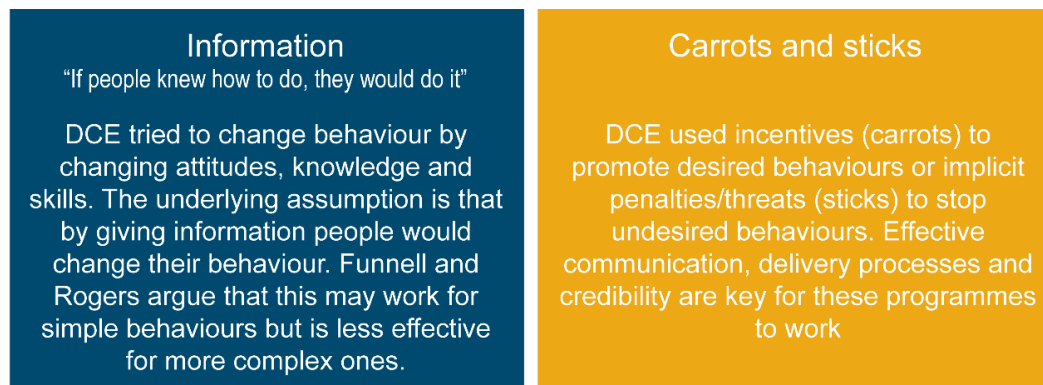 Information
“If people knew how to do, they would do it”
DCE tried to change behaviour by
changing attitudes, knowledge and
skills. The underlying assumption is that
by giving information people would
change their behaviour. Funnell and
Rogers argue that this may work for
simple behaviours but is less effective
for more complex ones.
Carrots and sticks
DCE used incentives (carrots) to
promote desired behaviours or implicit
penalties/threats (sticks) to stop
undesired behaviours. Effective
communication, delivery processes and
credibility are key for these programmes
to work